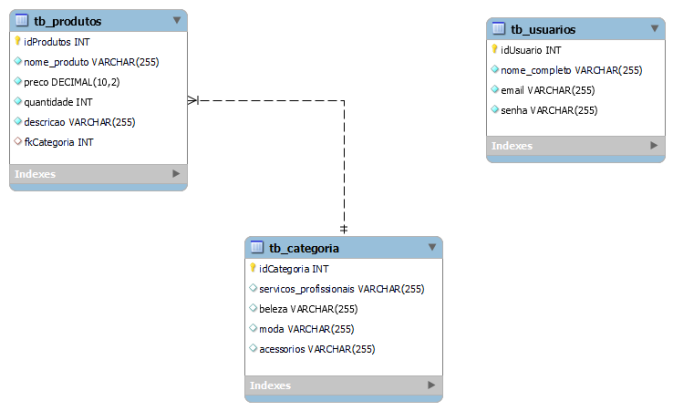 tb_produtos
idProdutos INT
nome_produto VARCHAR(255)
preco DECIMAL(10,2)
quantidade INT
descricao VARCHAR(255)
fkCategoria INT
Indexes
tb_usuarios
idUsuario INT
nome_completo VARCHAR(255)
email VARCHAR(255)
senha VARCHAR(255)
Indexes
tb_categoria
idCategoria INT
servicos_profissionais VARCHAR(255)
beleza VARCHAR(255)
moda VARCHAR(255)
acessorios VARCHAR(255)
Indexes